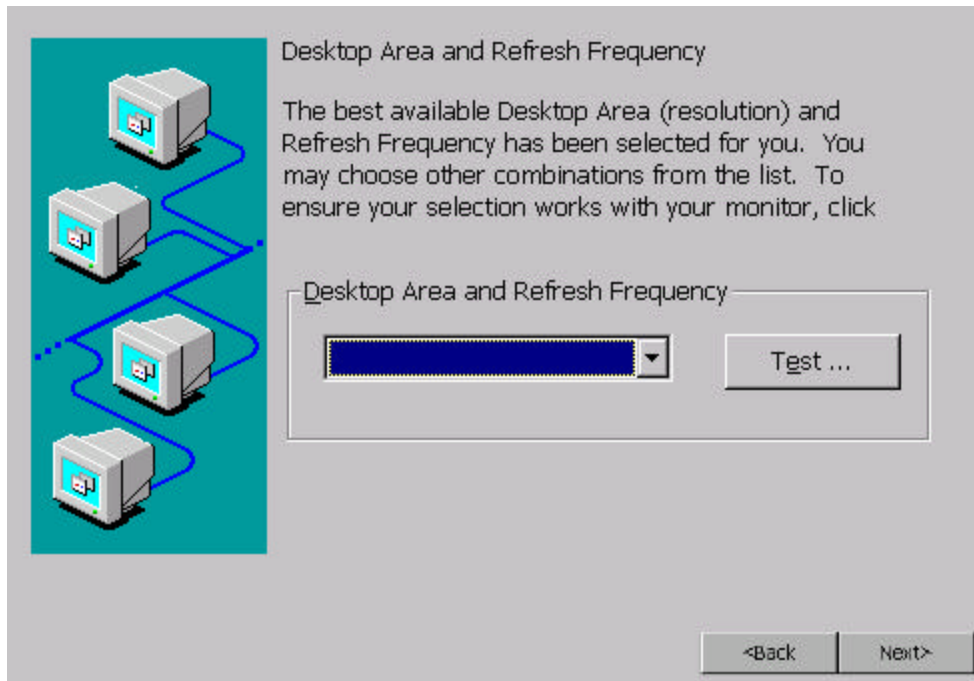 Desktop Area and Refresh Frequency
The best available Desktop Area (resolution) and
Refresh Frequency has been selected for you.  You
may choose other combinations from the list.  To
ensure your selection works with your monitor, click
Desktop Area and Refresh Frequency
Test ...
<Back
Next>